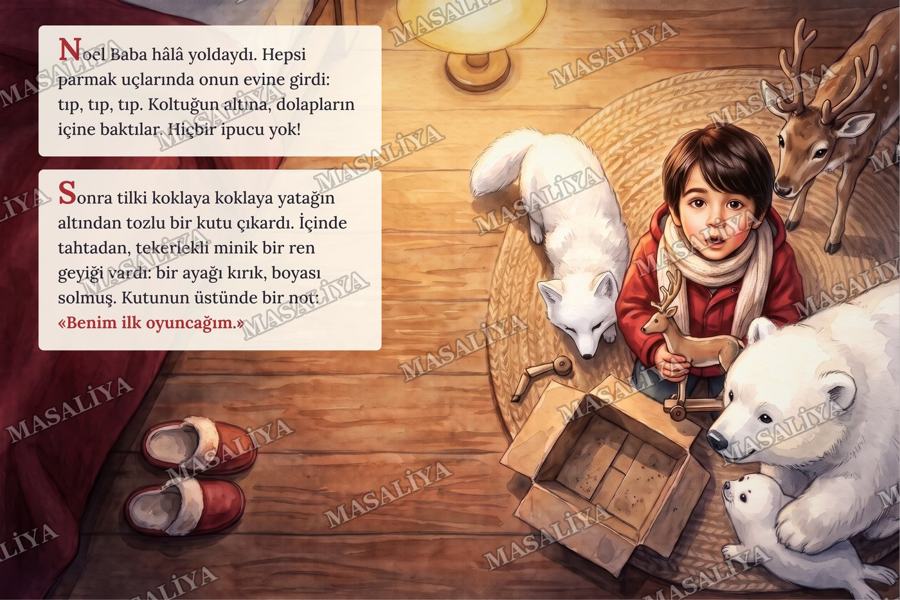 Noel Baba hâlâ yoldaydı. Hepsi
parmak uçlarında onun evine girdi:
tıp, tıp, tıp. Koltuğun altına, dolapların
içine baktılar. Hiçbir ipucu yok!
Sonra tilki koklaya koklaya yatağın
altından tozlu bir kutu çıkardı. İçinde
tahtadan, tekerlekli minik bir ren
geyiği vardı: bir ayağı kırık, boyası
solmuş. Kutunun üstünde bir not:
«Benim ilk oyuncağım.»
MASALİYA